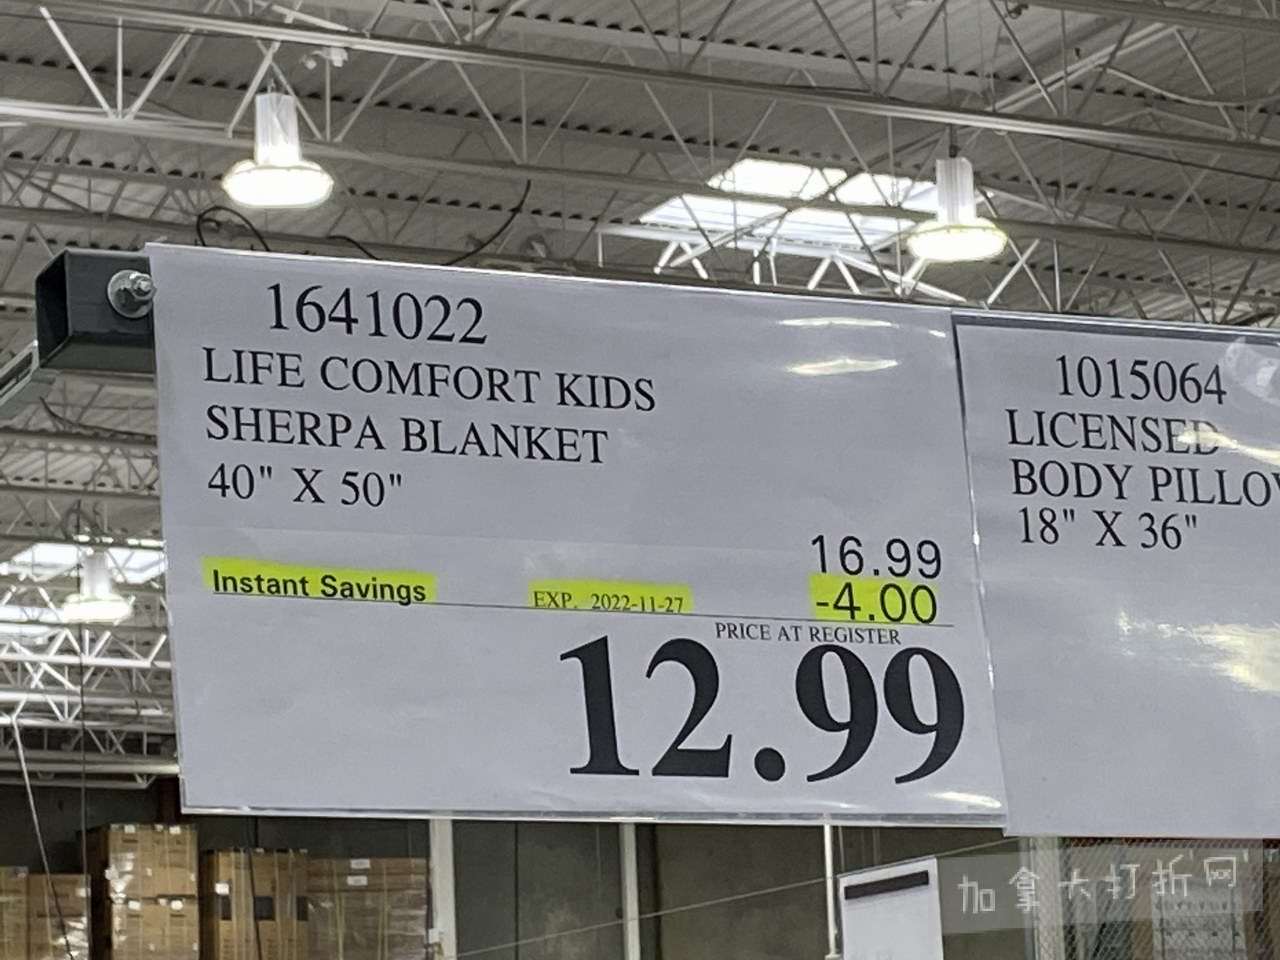 1641022
LIFE COMFORT KIDS
SHERPA BLANKET
40" X 50"
16.99
Instant Savings EXP. 2022-11-27 -4.00
PRICE AT REGISTER
12.99
1015064
LICENSED
BODY PILLO
18" X 36"
加拿大打折网